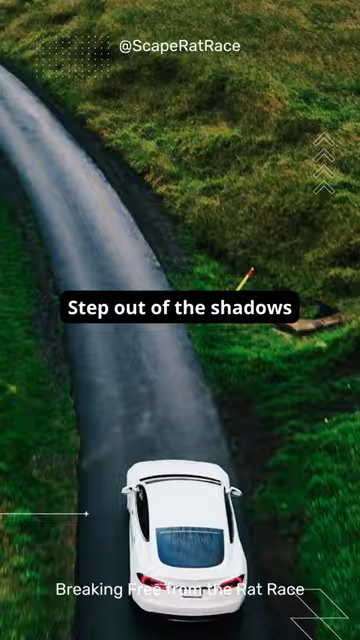 @ScapeRatRace
Step out of the shadows
Breaking Free from the Rat Race